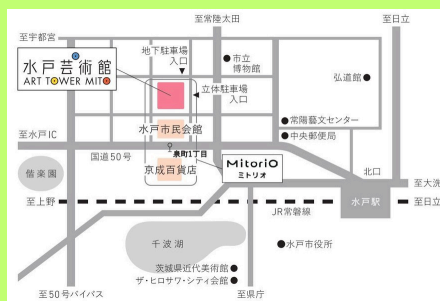 至常陸太田
至日立
至宇都宮
水戸芸術館
ART TOWER MITO
地下駐車場
入口
市立
博物館
弘道館
立体駐車場
入口
常陽藝文センター
水戸市民会館
中央郵便局
至水戸IC
国道50号
泉町1丁目
MitoriO
ミトリオ
北口
偕楽園
京成百貨店
至大洗
至上野
JR常磐線
水戸駅
至日立
千波湖
水戸市役所
茨城県近代美術館
ザ・ヒロサワ・シティ会館
至50号バイパス
至県庁